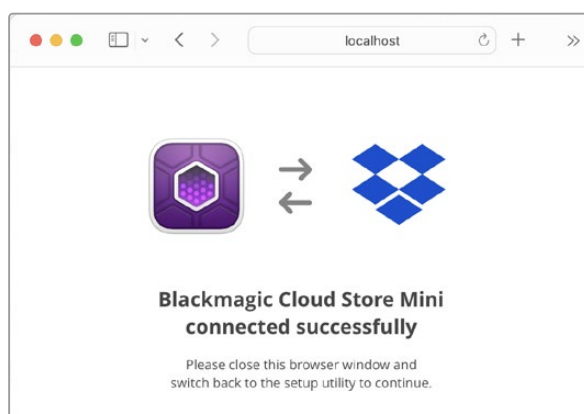 localhost
Blackmagic Cloud Store Mini
connected successfully
Please close this browser window and
switch back to the setup utility to continue.